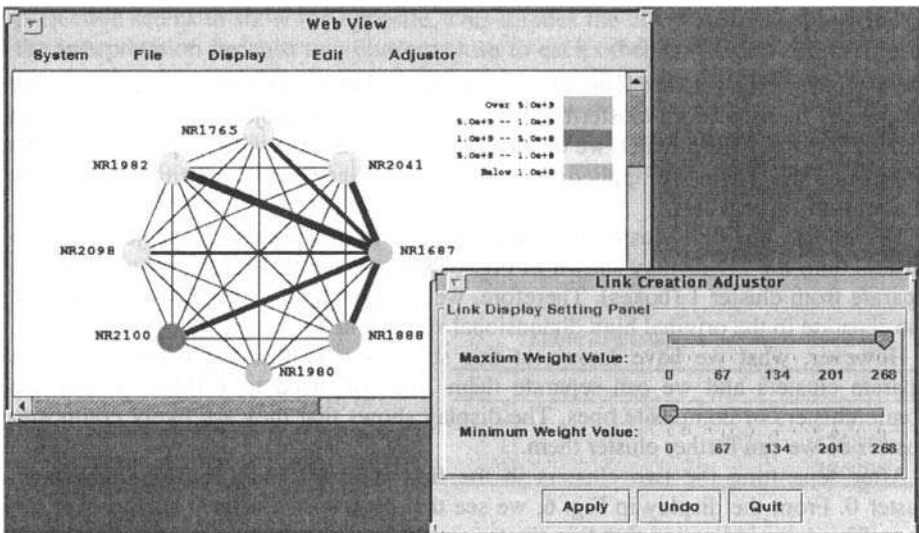 Web View
System File Display Edit Adjustor
Over 5.0e+9
5.0e+9 -- 1.0e+9
1.0e+9 -- 5.0e+8
5.0e+8 -- 1.0e+8
Below 1.0e+8
NR1765
NR1982
NR2041
NR2098
NR1687
NR2100
NR1888
NR1980
Link Creation Adjustor
Link Display Setting Panel
Maxium Weight Value:
0 67 134 201 268
Minimum Weight Value:
0 67 134 201 268
Apply Undo Quit